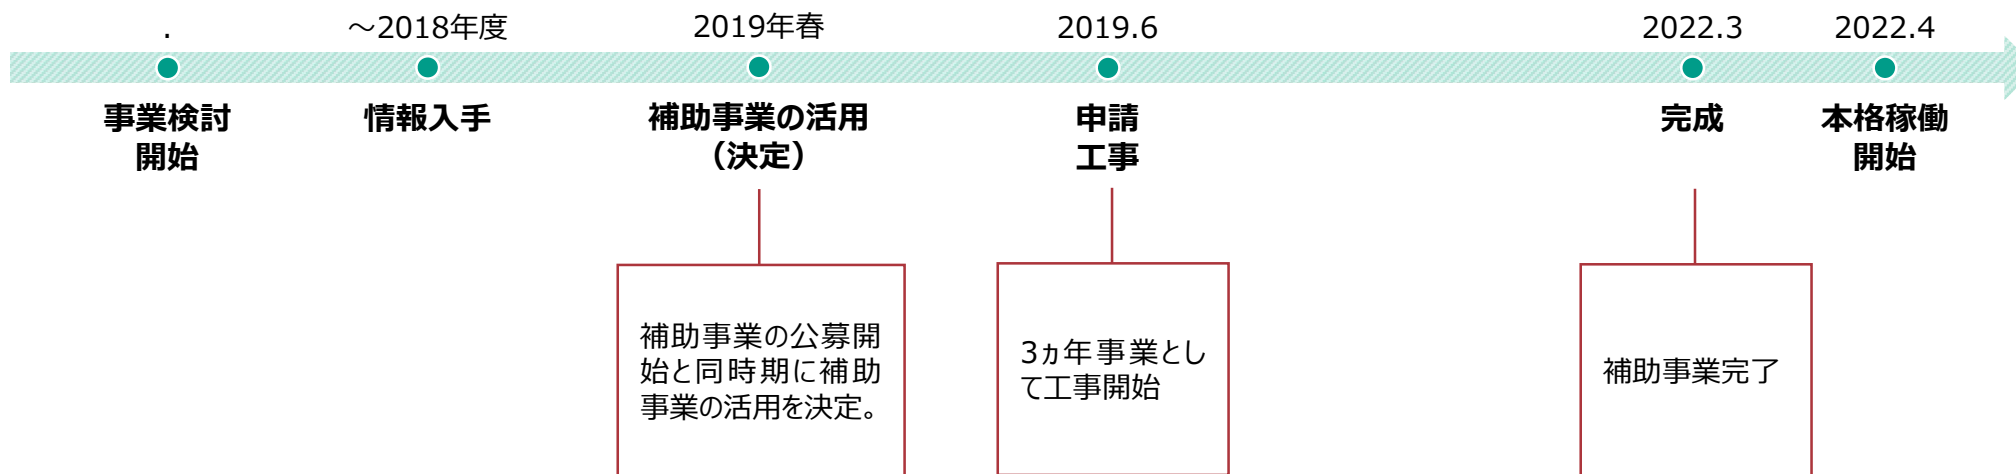 .
～2018年度
2019年春
2019.6
2022.3
2022.4
事業検討
開始
情報入手
補助事業の活用
（決定）
申請
工事
完成
本格稼働
開始
補助事業の公募開
始と同時期に補助
事業の活用を決定。
3ヵ年事業とし
て工事開始
補助事業完了